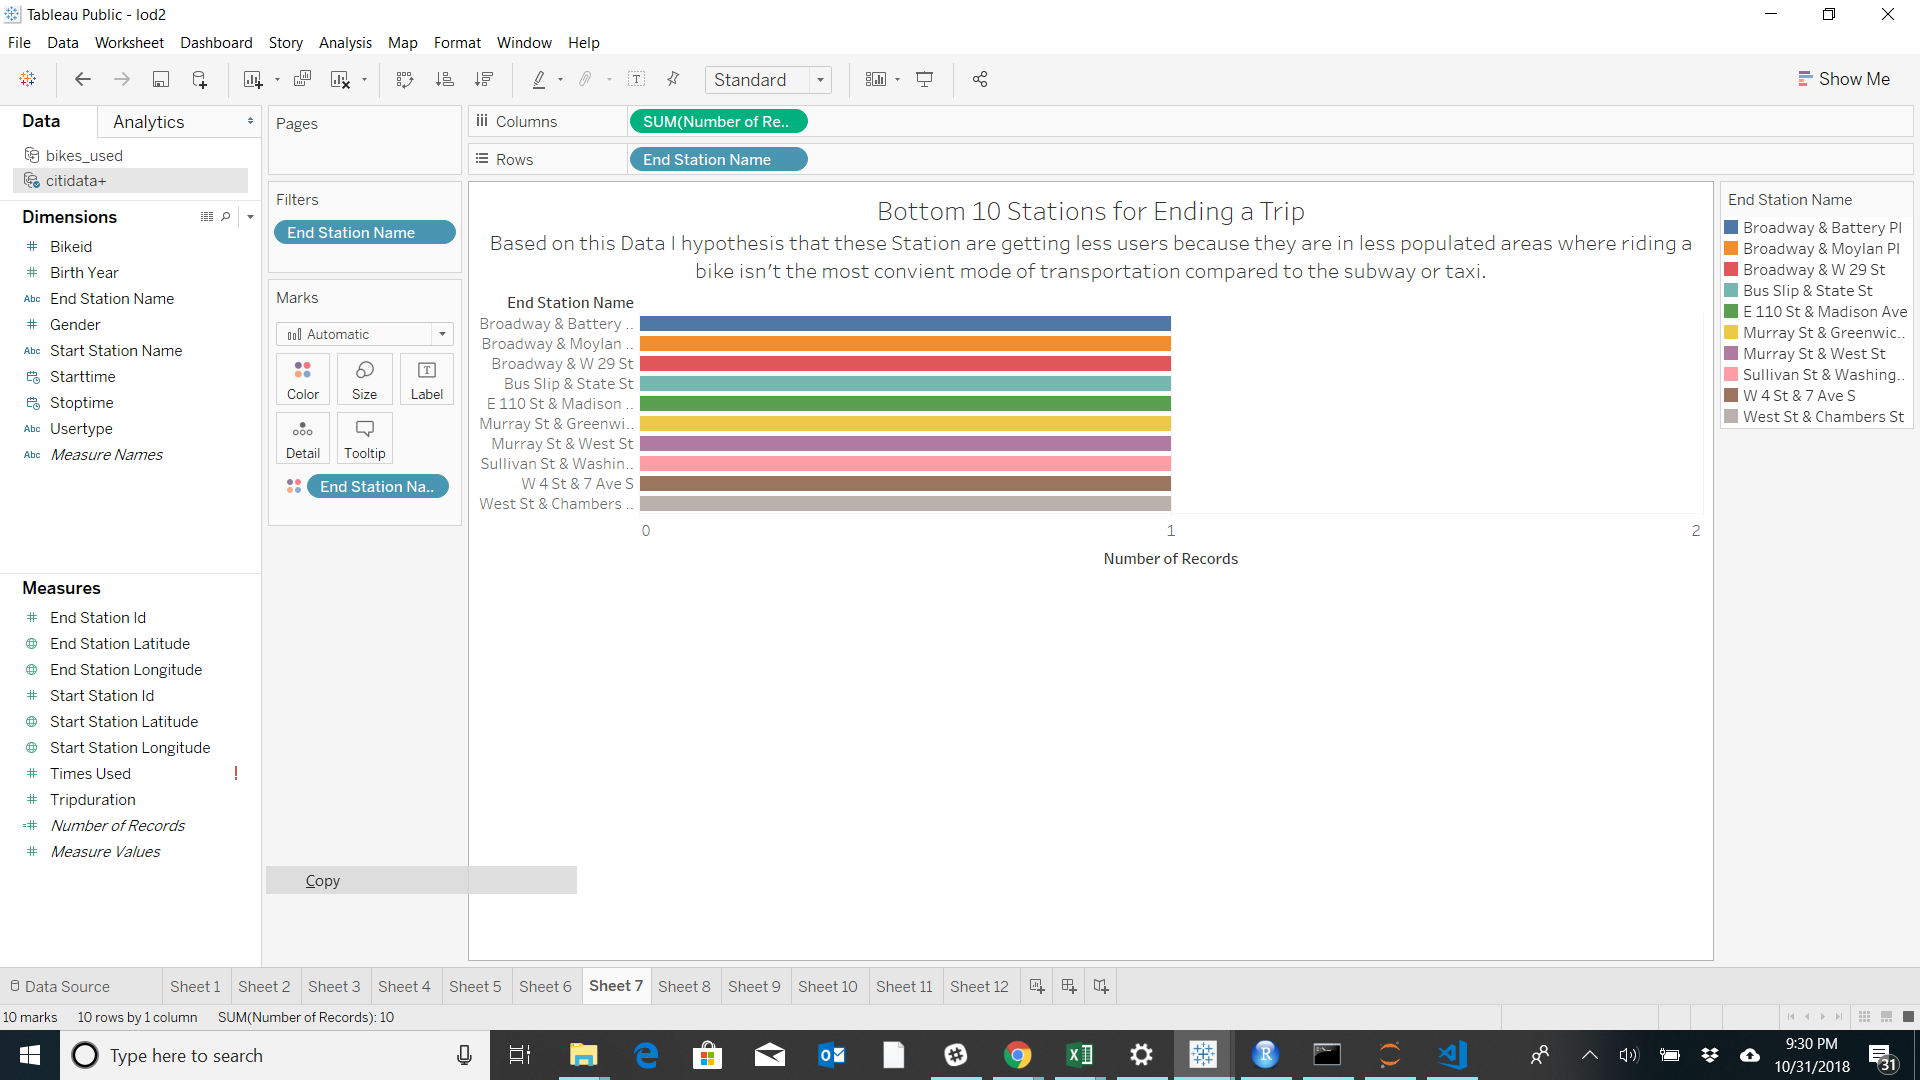 Tableau Public - lod2
File Data Worksheet Dashboard Story Analysis Map Format Window Help
Standard
Show Me
Data Analytics
bikes_used
citidata+
Dimensions
# Bikeid
# Birth Year
Abc End Station Name
# Gender
Abc Start Station Name
Starttime
Stoptime
Abc Usertype
Abc Measure Names
Measures
# End Station Id
End Station Latitude
End Station Longitude
# Start Station Id
Start Station Latitude
Start Station Longitude
# Times Used !
# Tripduration
=# Number of Records
# Measure Values
Pages
Filters
End Station Name
Marks
Automatic
Color Size Label
Detail Tooltip
End Station Na..
Copy
Columns SUM(Number of Re..
Rows End Station Name
Bottom 10 Stations for Ending a Trip
Based on this Data I hypothesis that these Station are getting less users because they are in less populated areas where riding a
bike isn't the most convient mode of transportation compared to the subway or taxi.
End Station Name
Broadway & Battery ..
Broadway & Moylan ..
Broadway & W 29 St
Bus Slip & State St
E 110 St & Madison ..
Murray St & Greenwi..
Murray St & West St
Sullivan St & Washin..
W 4 St & 7 Ave S
West St & Chambers ..
0 1 2
Number of Records
End Station Name
Broadway & Battery Pl
Broadway & Moylan Pl
Broadway & W 29 St
Bus Slip & State St
E 110 St & Madison Ave
Murray St & Greenwic..
Murray St & West St
Sullivan St & Washing..
W 4 St & 7 Ave S
West St & Chambers St
Data Source Sheet 1 Sheet 2 Sheet 3 Sheet 4 Sheet 5 Sheet 6 Sheet 7 Sheet 8 Sheet 9 Sheet 10 Sheet 11 Sheet 12
10 marks 10 rows by 1 column SUM(Number of Records): 10
Type here to search
9:30 PM
10/31/2018
31